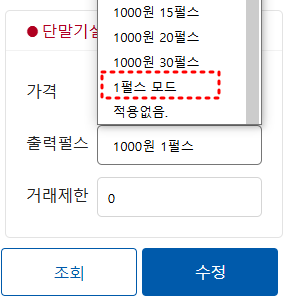 1000원 15펄스
1000원 20펄스
1000원 30펄스
1펄스 모드
적용없음.
단말기설
가격
출력펄스 1000원 1펄스
거래제한 0
조회 수정